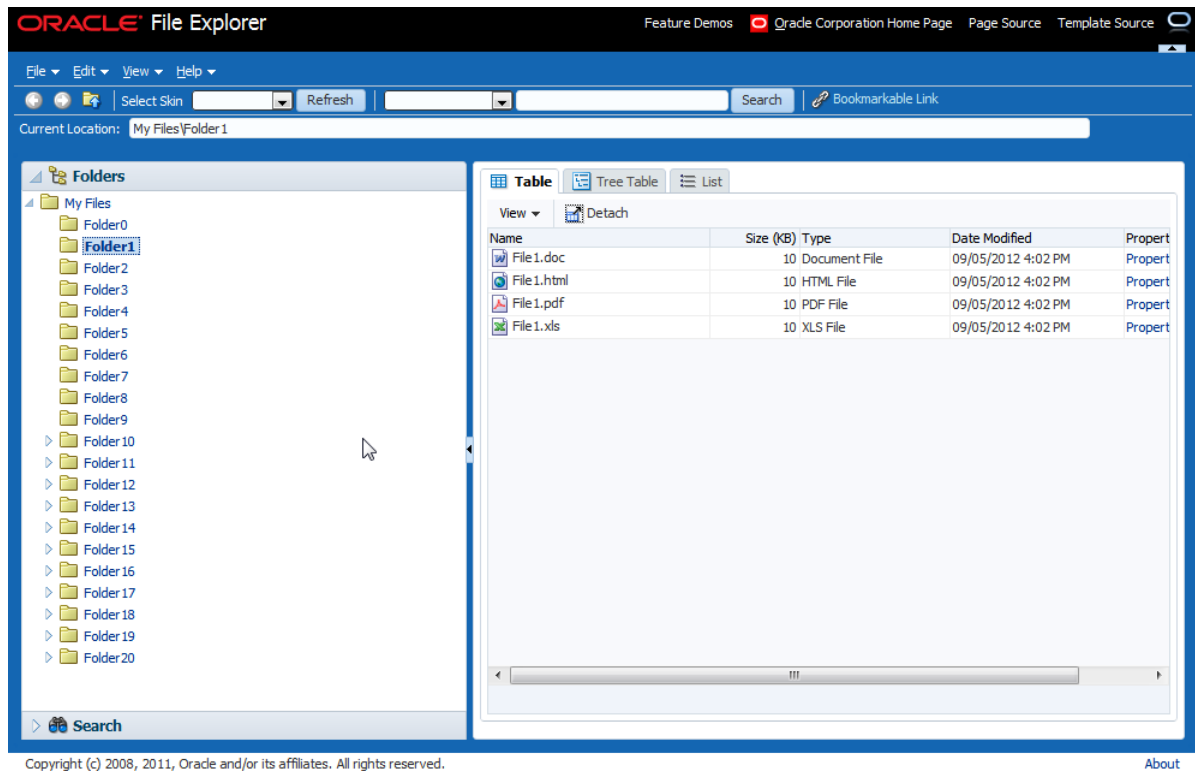 ORACLE File Explorer
Feature Demos Oracle Corporation Home Page Page Source Template Source
File Edit View Help
Select Skin Refresh Search Bookmarkable Link
Current Location: My Files\Folder1
Folders
My Files
Folder0
Folder1
Folder2
Folder3
Folder4
Folder5
Folder6
Folder7
Folder8
Folder9
Folder10
Folder11
Folder12
Folder13
Folder14
Folder15
Folder16
Folder17
Folder18
Folder19
Folder20
Search
Table Tree Table List
View Detach
Name Size (KB) Type Date Modified Propert
File1.doc 10 Document File 09/05/2012 4:02 PM Propert
File1.html 10 HTML File 09/05/2012 4:02 PM Propert
File1.pdf 10 PDF File 09/05/2012 4:02 PM Propert
File1.xls 10 XLS File 09/05/2012 4:02 PM Propert
Copyright (c) 2008, 2011, Oracle and/or its affiliates. All rights reserved.
About